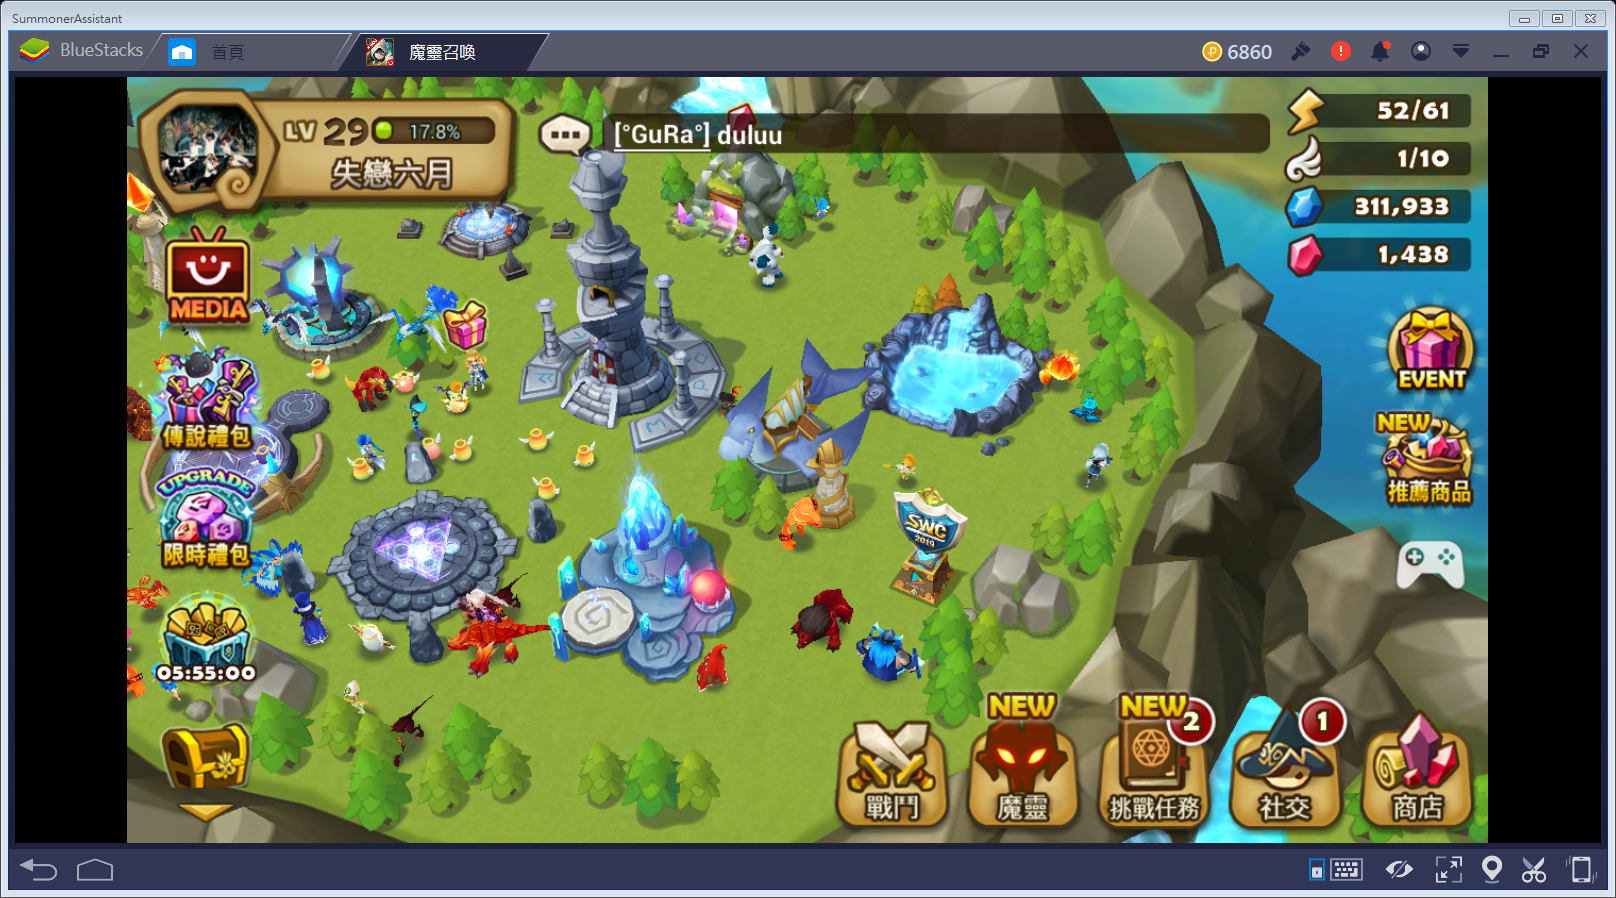 SummonerAssistant
BlueStacks
首頁
魔靈召喚
6860
LV 29
17.8%
失戀六月
[°GuRa°] duluu
52/61
1/10
311,933
1,438
MEDIA
傳說禮包
UPGRADE
限時禮包
05:55:00
EVENT
NEW
推薦商品
SWC
2019
戰鬥
NEW
魔靈
NEW
2
挑戰任務
1
社交
商店